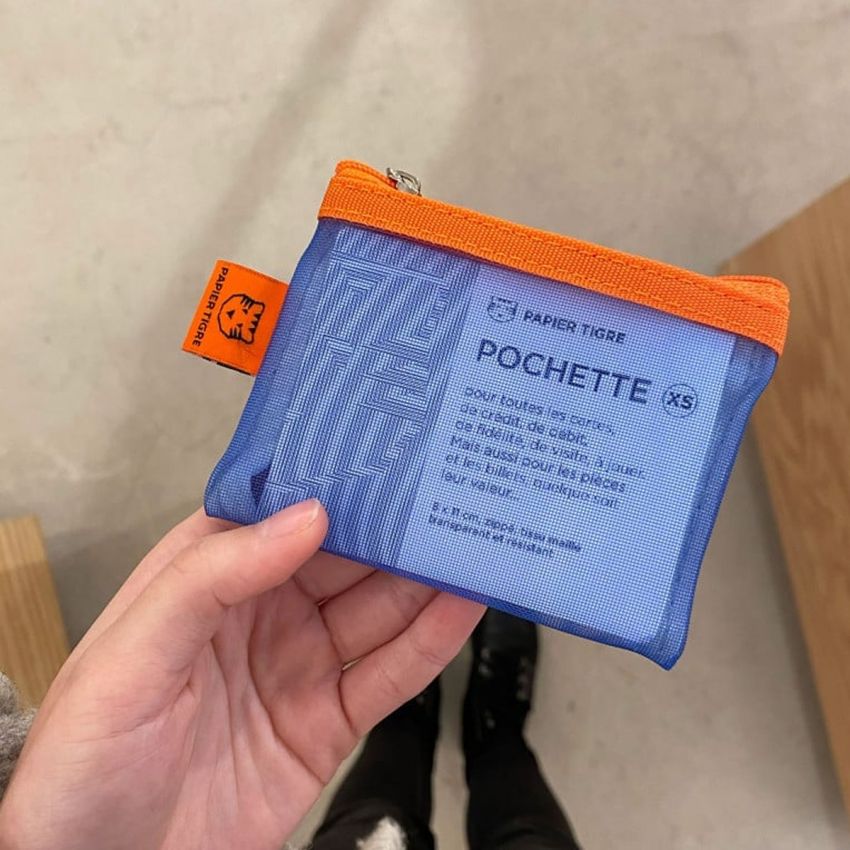 PAPIER TIGRE
PAPIER TIGRE
POCHETTE XS
pour toutes les cartes,
de crédit, de débit,
de fidélité, de visite, à jouer.
Mais aussi pour les pièces
et les billets, quelque soit
leur valeur...
8 x 11 cm, zippé, tissu maille
transparent et résistant.